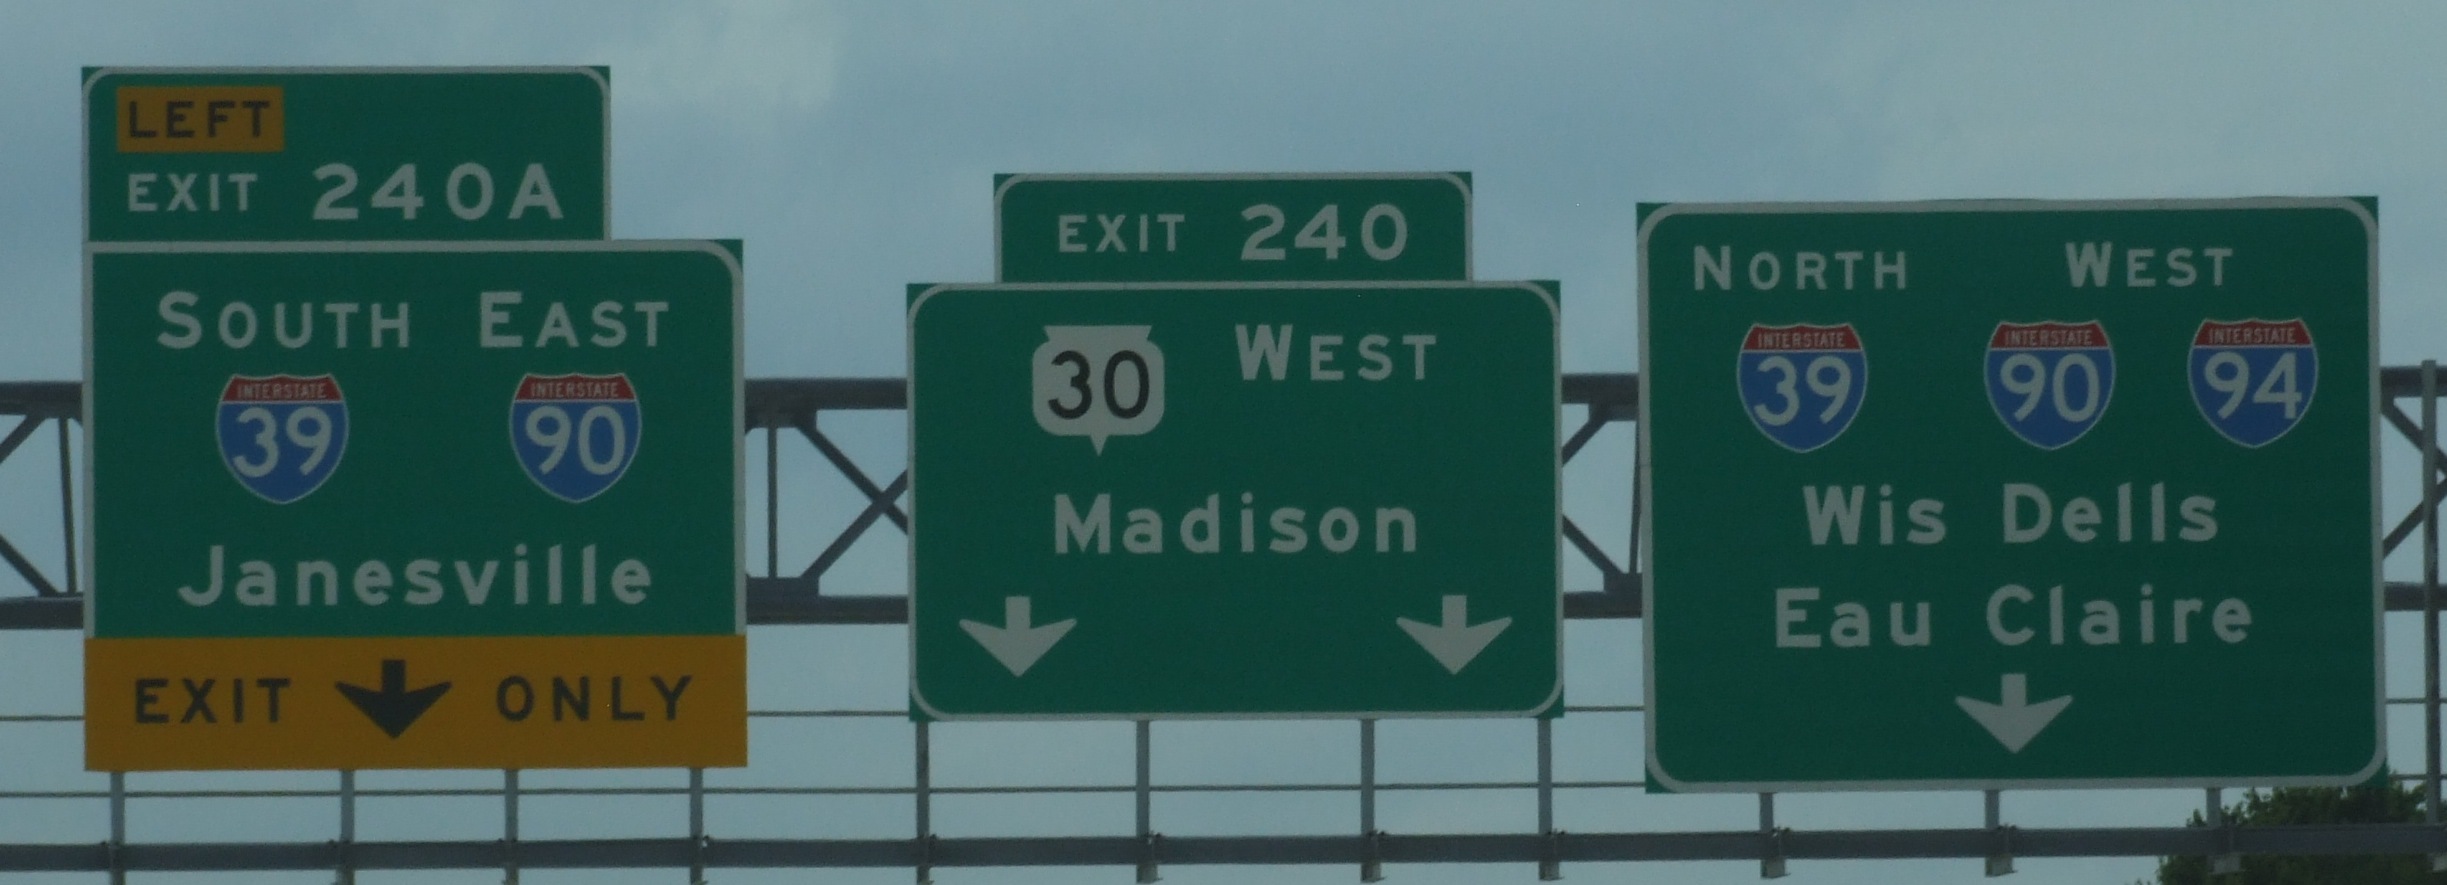 LEFT
EXIT 240A
SOUTH EAST
INTERSTATE 39 INTERSTATE 90
Janesville
EXIT ONLY
EXIT 240
30 WEST
Madison
NORTH WEST
INTERSTATE 39 INTERSTATE 90 INTERSTATE 94
Wis Dells
Eau Claire